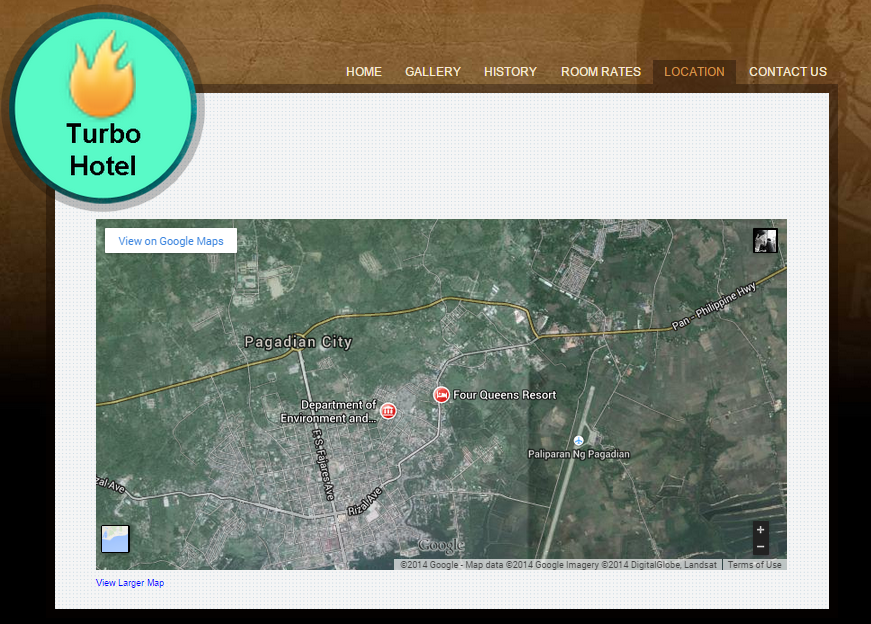 Turbo
Hotel
HOME GALLERY HISTORY ROOM RATES LOCATION CONTACT US
View on Google Maps
Pan - Philippine Hwy
Pagadian City
Four Queens Resort
Department of
Environment and...
F. S. Pajares Ave
Paliparan Ng Pagadian
zal Ave
Rizal Ave
+
Google
−
©2014 Google - Map data ©2014 Google Imagery ©2014 DigitalGlobe, Landsat | Terms of Use
View Larger Map